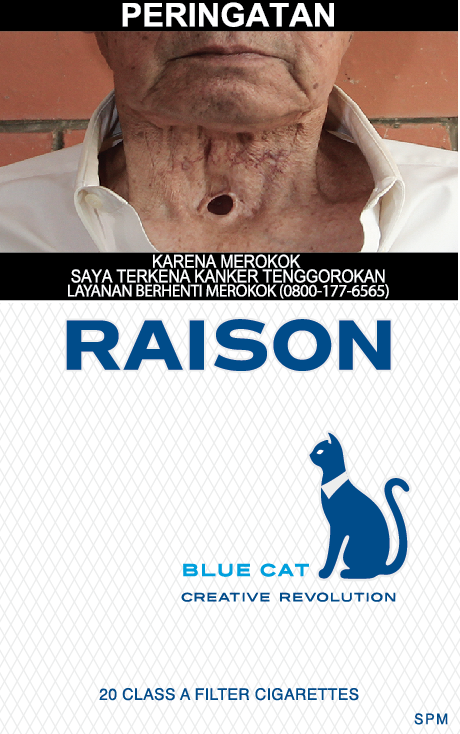 PERINGATAN
KARENA MEROKOK
SAYA TERKENA KANKER TENGGOROKAN
LAYANAN BERHENTI MEROKOK (0800-177-6565)
RAISON
BLUE CAT
CREATIVE REVOLUTION
20 CLASS A FILTER CIGARETTES
SPM